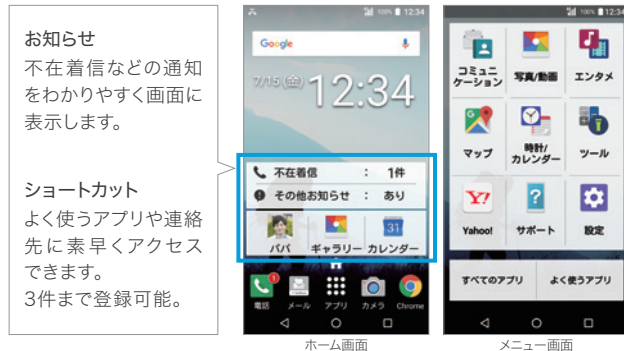 お知らせ
不在着信などの通知
をわかりやすく画面に
表示します。
ショートカット
よく使うアプリや連絡
先に素早くアクセス
できます。
3件まで登録可能。
100% 12:34
Google
7/15(金) 12:34
不在着信 : 1件
その他お知らせ : あり
31
パパ ギャラリー カレンダー
1
電話 メール アプリ カメラ Chrome
ホーム画面
100% 12:34
コミュニ
ケーション
写真/動画
エンタメ
マップ
時計/
カレンダー
ツール
Y!
?
Yahoo!
サポート
設定
すべてのアプリ
よく使うアプリ
メニュー画面